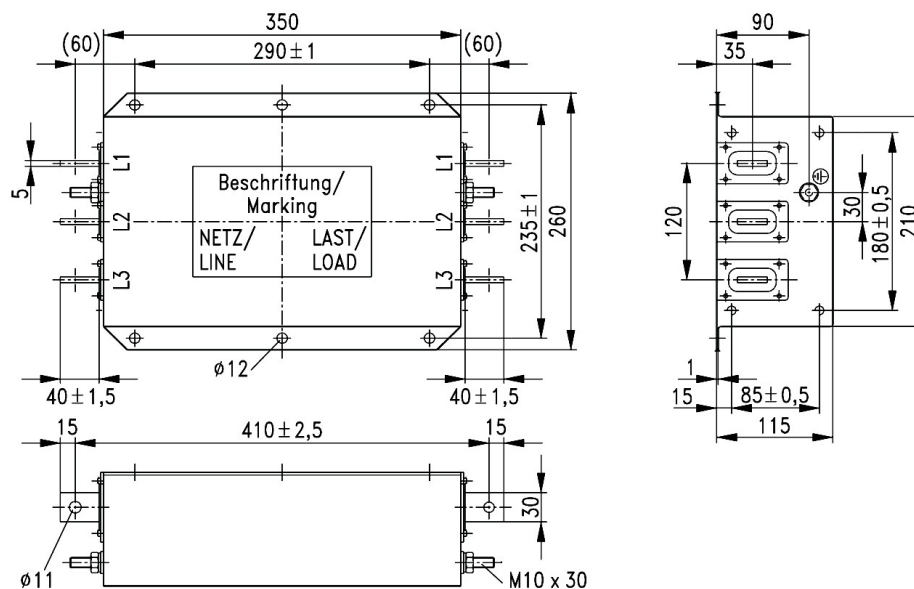 350
(60)
290±1
(60)
L1
L1
5
Beschriftung/
Marking
L2
L2
NETZ/
LINE
LAST/
LOAD
L3
L3
235±1
260
ø12
40±1,5
40±1,5
90
35
120
30
180±0,5
210
1
15
85±0,5
115
15
410±2,5
15
30
ø11
M10 x 30